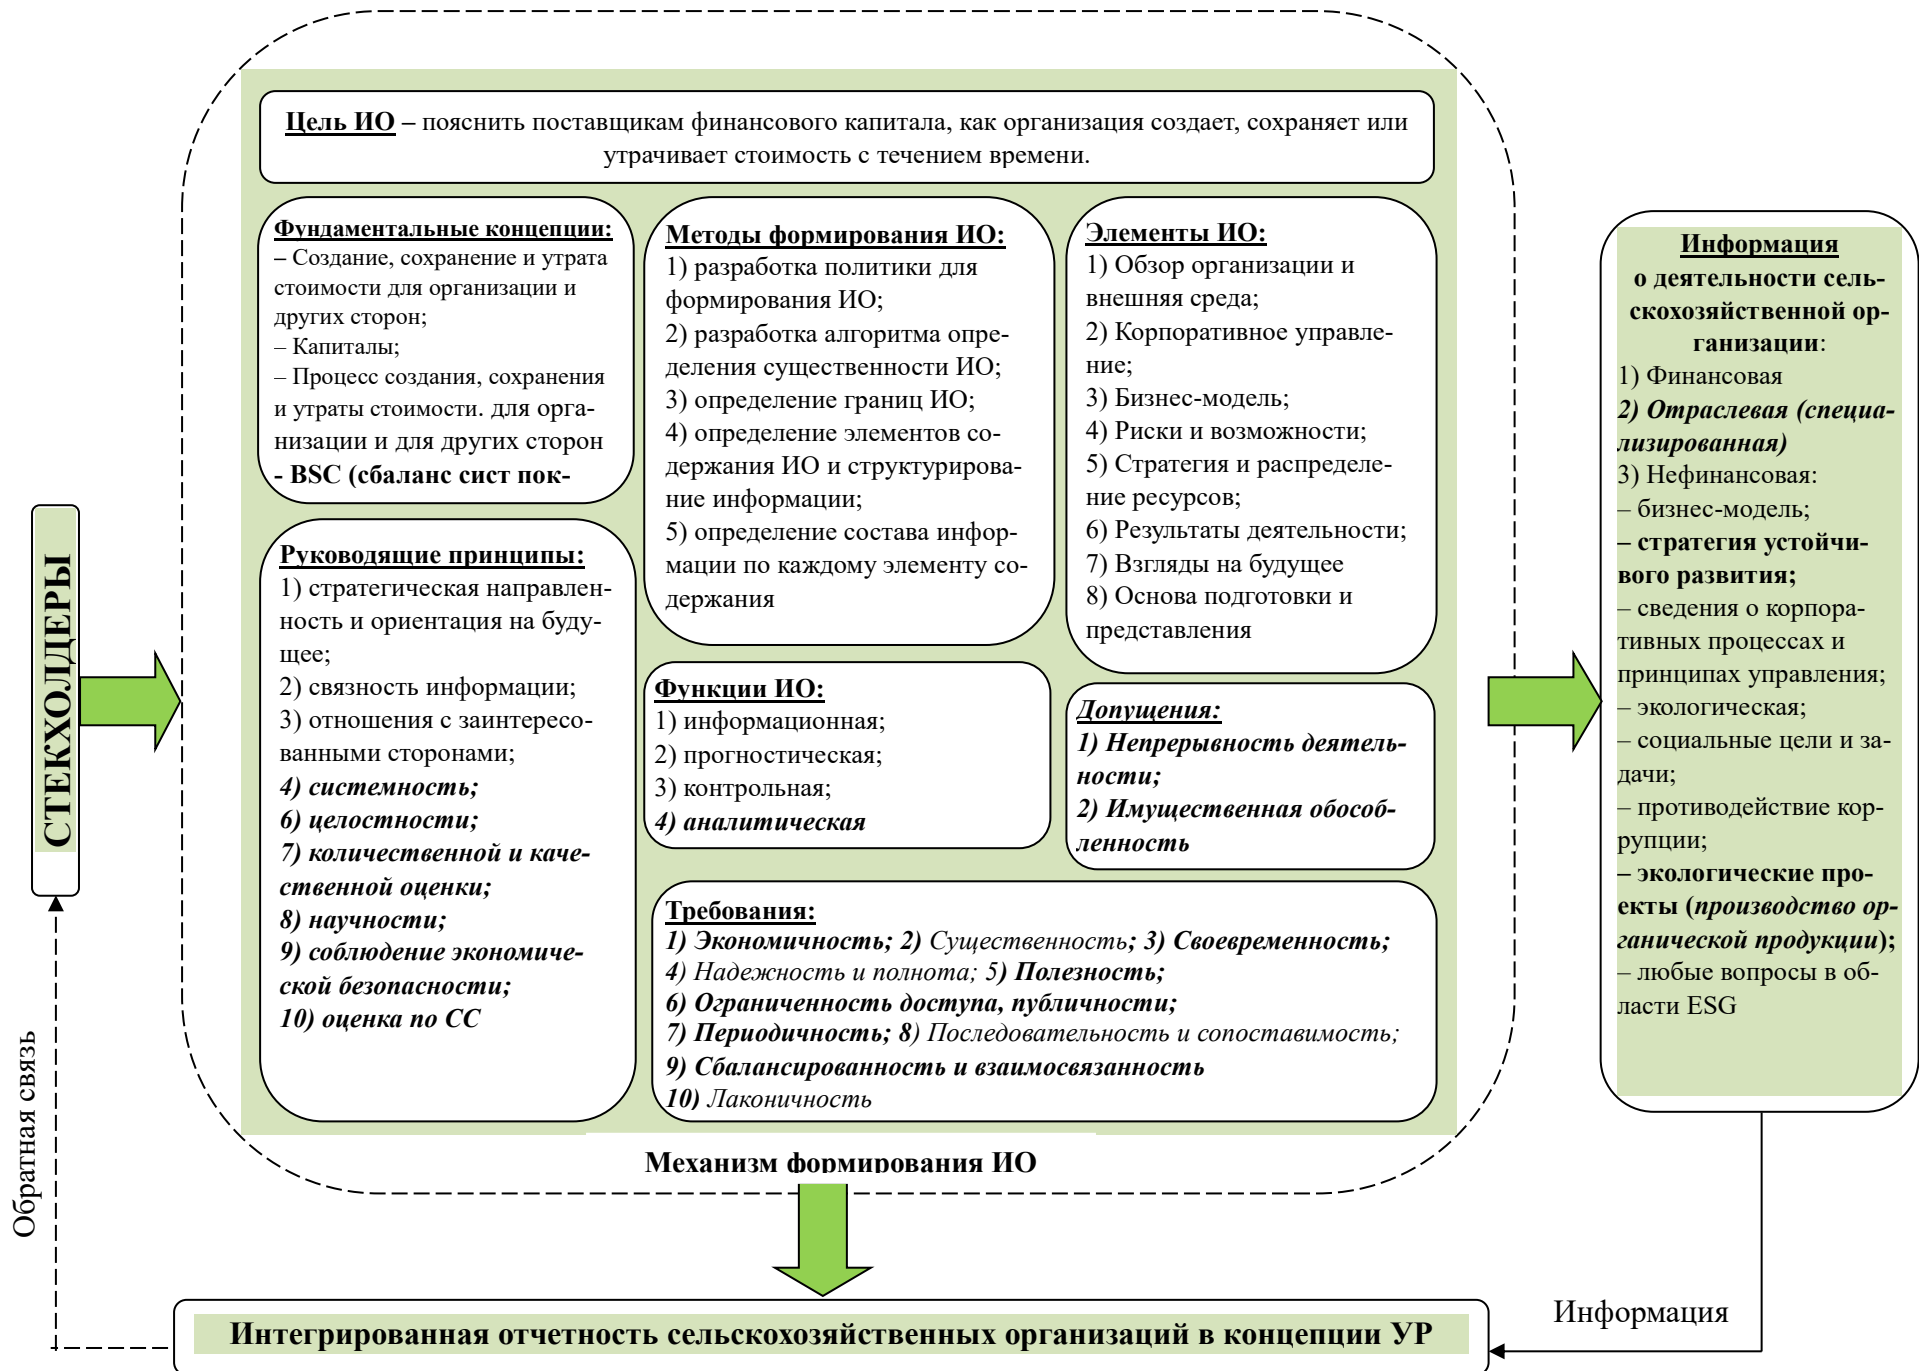 Цель ИО – пояснить поставщикам финансового капитала, как организация создает, сохраняет или
утрачивает стоимость с течением времени.
Фундаментальные концепции:
– Создание, сохранение и утрата
стоимости для организации и
других сторон;
– Капиталы;
– Процесс создания, сохранения
и утраты стоимости. для орга-
низации и для других сторон
- BSC (сбаланс сист пок-
Методы формирования ИО:
1) разработка политики для
формирования ИО;
2) разработка алгоритма опре-
деления существенности ИО;
3) определение границ ИО;
4) определение элементов со-
держания ИО и структурирова-
ние информации;
5) определение состава инфор-
мации по каждому элементу со-
держания
Элементы ИО:
1) Обзор организации и
внешняя среда;
2) Корпоративное управле-
ние;
3) Бизнес-модель;
4) Риски и возможности;
5) Стратегия и распределе-
ние ресурсов;
6) Результаты деятельности;
7) Взгляды на будущее
8) Основа подготовки и
представления
Руководящие принципы:
1) стратегическая направлен-
ность и ориентация на буду-
щее;
2) связность информации;
3) отношения с заинтересо-
ванными сторонами;
4) системность;
6) целостности;
7) количественной и каче-
ственной оценки;
8) научности;
9) соблюдение экономиче-
ской безопасности;
10) оценка по СС
Функции ИО:
1) информационная;
2) прогностическая;
3) контрольная;
4) аналитическая
Допущения:
1) Непрерывность деятель-
ности;
2) Имущественная обособ-
ленность
Требования:
1) Экономичность; 2) Существенность; 3) Своевременность;
4) Надежность и полнота; 5) Полезность;
6) Ограниченность доступа, публичности;
7) Периодичность; 8) Последовательность и сопоставимость;
9) Сбалансированность и взаимосвязанность
10) Лаконичность
Механизм формирования ИО
СТЕКХОЛДЕРЫ
Обратная связь
Информация
о деятельности сель-
скохозяйственной ор-
ганизации:
1) Финансовая
2) Отраслевая (специа-
лизированная)
3) Нефинансовая:
– бизнес-модель;
– стратегия устойчи-
вого развития;
– сведения о корпора-
тивных процессах и
принципах управления;
– экологическая;
– социальные цели и за-
дачи;
– противодействие кор-
рупции;
– экологические про-
екты (производство ор-
ганической продукции);
– любые вопросы в об-
ласти ESG
Информация
Интегрированная отчетность сельскохозяйственных организаций в концепции УР